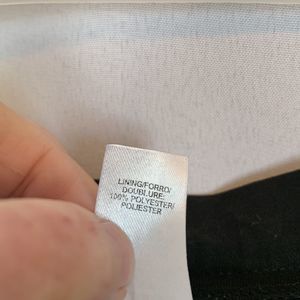 LINING/FORRO/
DOUBLURE:
100% POLYESTER/
POLIESTER